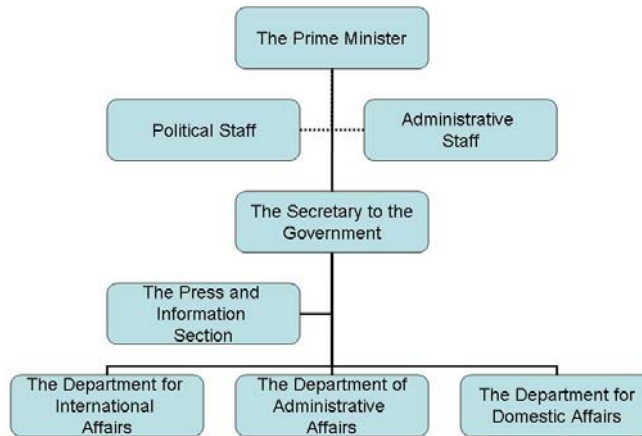 The Prime Minister
Political Staff
Administrative
Staff
The Secretary to the
Government
The Press and
Information
Section
The Department for
International
Affairs
The Department of
Administrative
Affairs
The Department for
Domestic Affairs